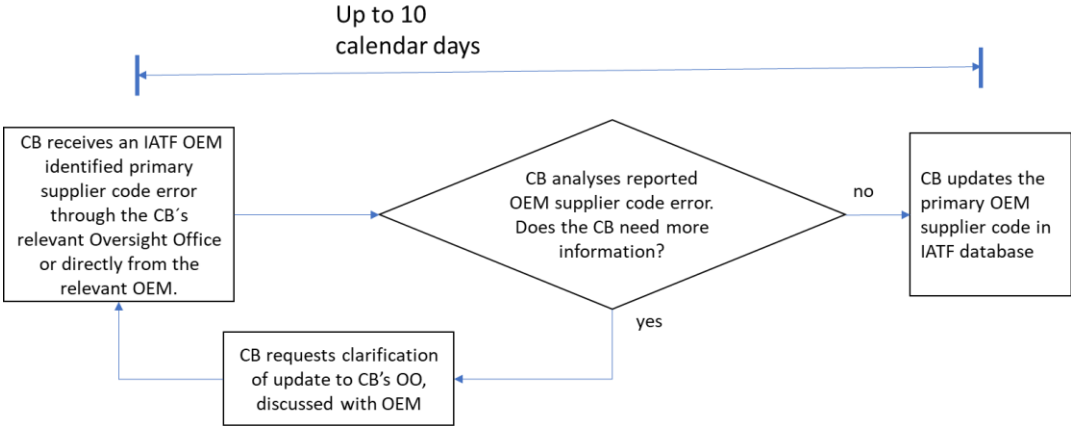 Up to 10
calendar days
CB receives an IATF OEM
identified primary
supplier code error
through the CB´s
relevant Oversight Office
or directly from the
relevant OEM.
CB analyses reported
OEM supplier code error.
Does the CB need more
information?
no
CB updates the
primary OEM
supplier code in
IATF database
yes
CB requests clarification
of update to CB’s OO,
discussed with OEM